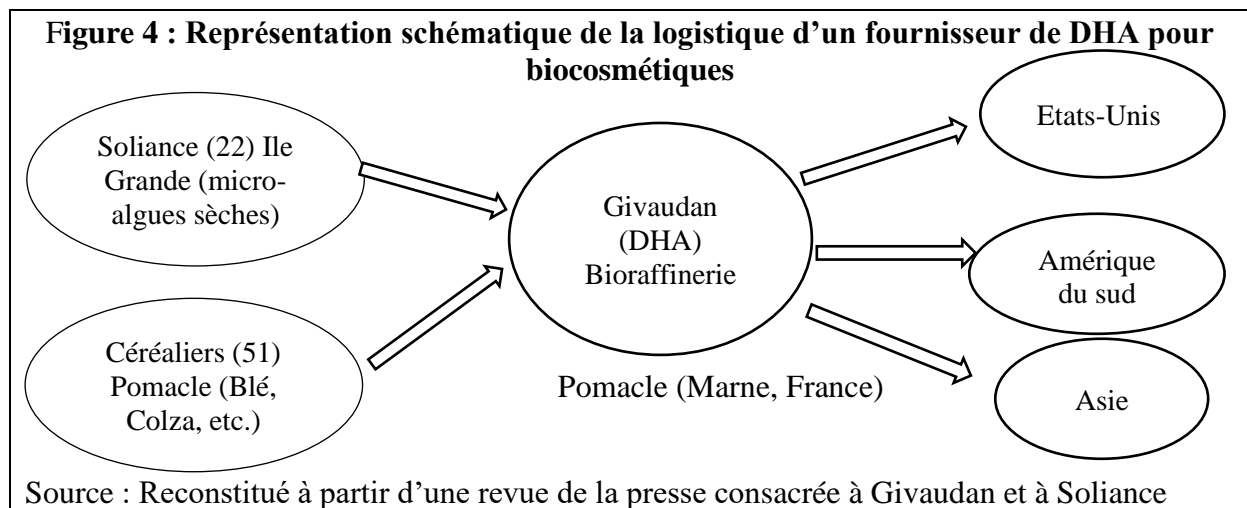 Figure 4 : Représentation schématique de la logistique d'un fournisseur de DHA pour
biocosmétiques
Soliance (22) Ile
Grande (micro-
algues sèches)
Céréaliers (51)
Pomacle (Blé,
Colza, etc.)
Givaudan
(DHA)
Bioraffinerie
Pomacle (Marne, France)
Etats-Unis
Amérique
du sud
Asie
Source : Reconstitué à partir d'une revue de la presse consacrée à Givaudan et à Soliance